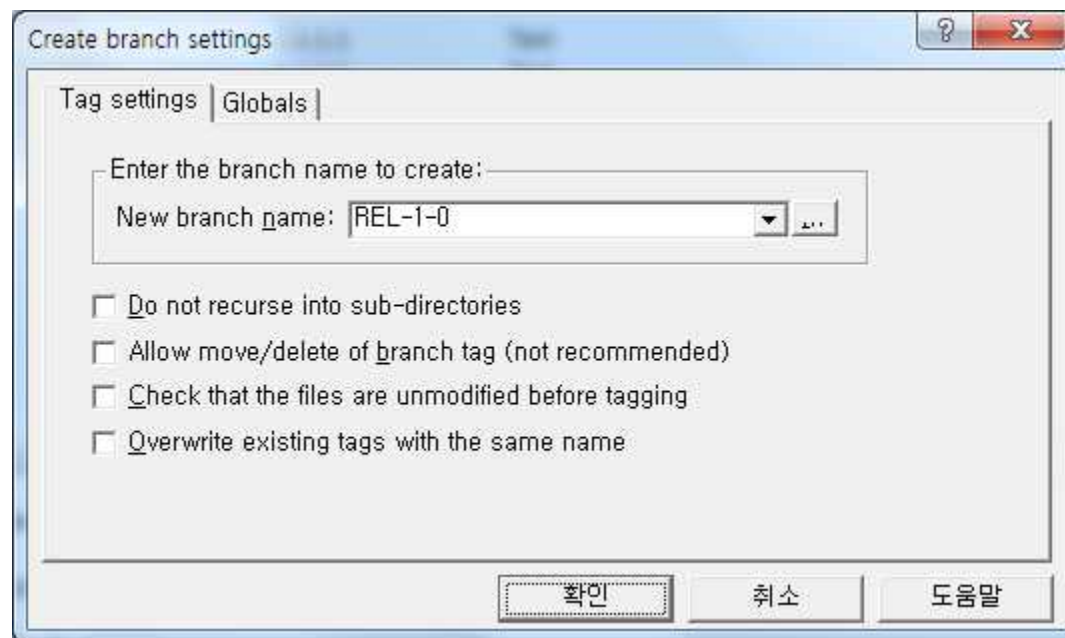 Create branch settings
Tag settings
Globals
Enter the branch name to create:
New branch name: REL-1-0 ...
Do not recurse into sub-directories
Allow move/delete of branch tag (not recommended)
Check that the files are unmodified before tagging
Overwrite existing tags with the same name
확인 취소 도움말